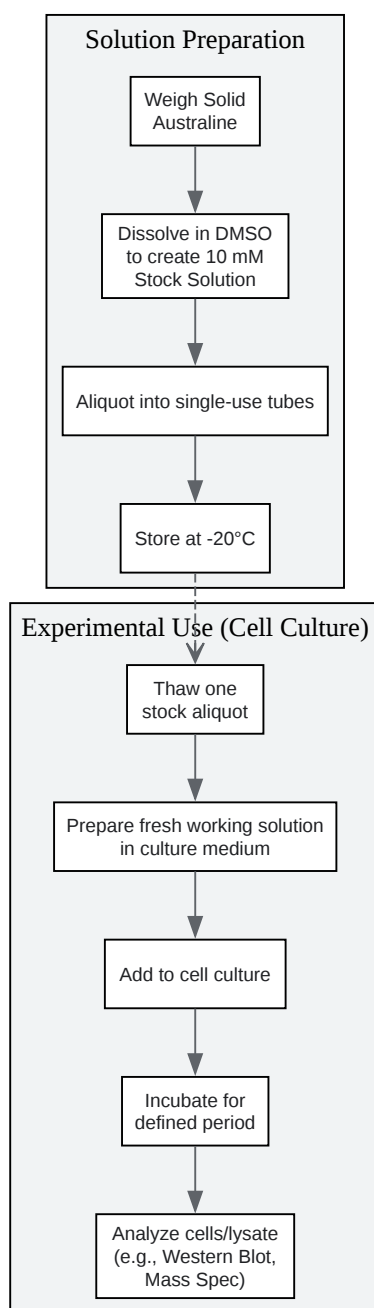 Solution Preparation
Weigh Solid
Australine
Dissolve in DMSO
to create 10 mM
Stock Solution
Aliquot into single-use tubes
Store at -20°C
Experimental Use (Cell Culture)
Thaw one
stock aliquot
Prepare fresh working solution
in culture medium
Add to cell culture
Incubate for
defined period
Analyze cells/lysate
(e.g., Western Blot,
Mass Spec)